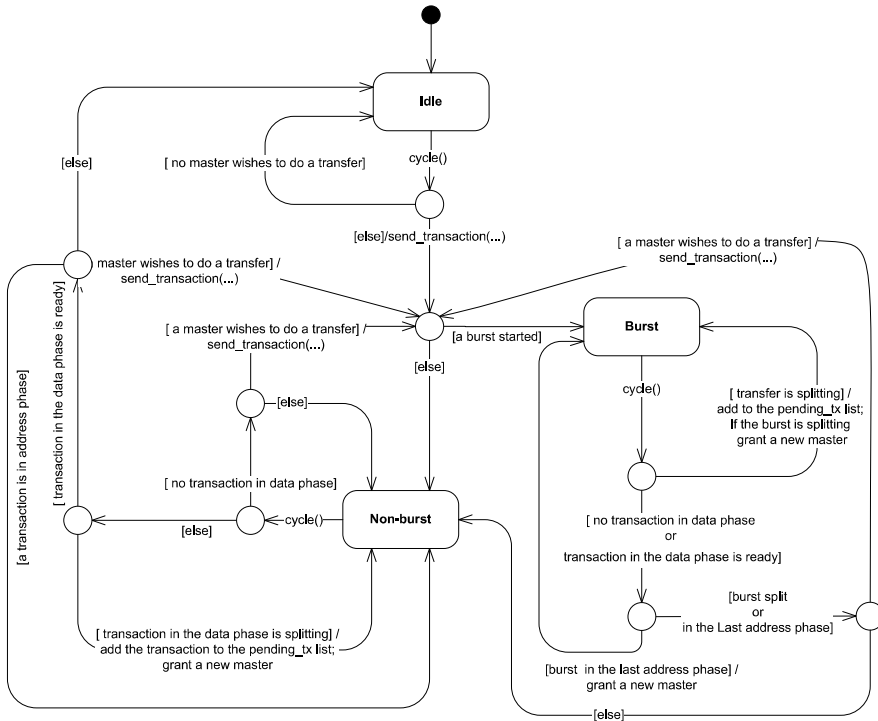 Idle
[ no master wishes to do a transfer]
cycle()
[else]
[else]/send_transaction(...)
master wishes to do a transfer] /
send_transaction(...)
[ a master wishes to do a transfer] /
send_transaction(...)
[ a master wishes to do a transfer] /
send_transaction(...)
[a burst started]
Burst
[else]
cycle()
[ transfer is splitting] /
add to the pending_tx list;
If the burst is splitting
grant a new master
[ transaction in the data phase is ready]
[a transaction is in address phase]
[else]
[ no transaction in data phase]
[else]
cycle()
Non-burst
[ no transaction in data phase
or
transaction in the data phase is ready]
[burst split
or
in the Last address phase]
[ transaction in the data phase is splitting] /
add the transaction to the pending_tx list;
grant a new master
[burst  in the last address phase] /
grant a new master
[else]